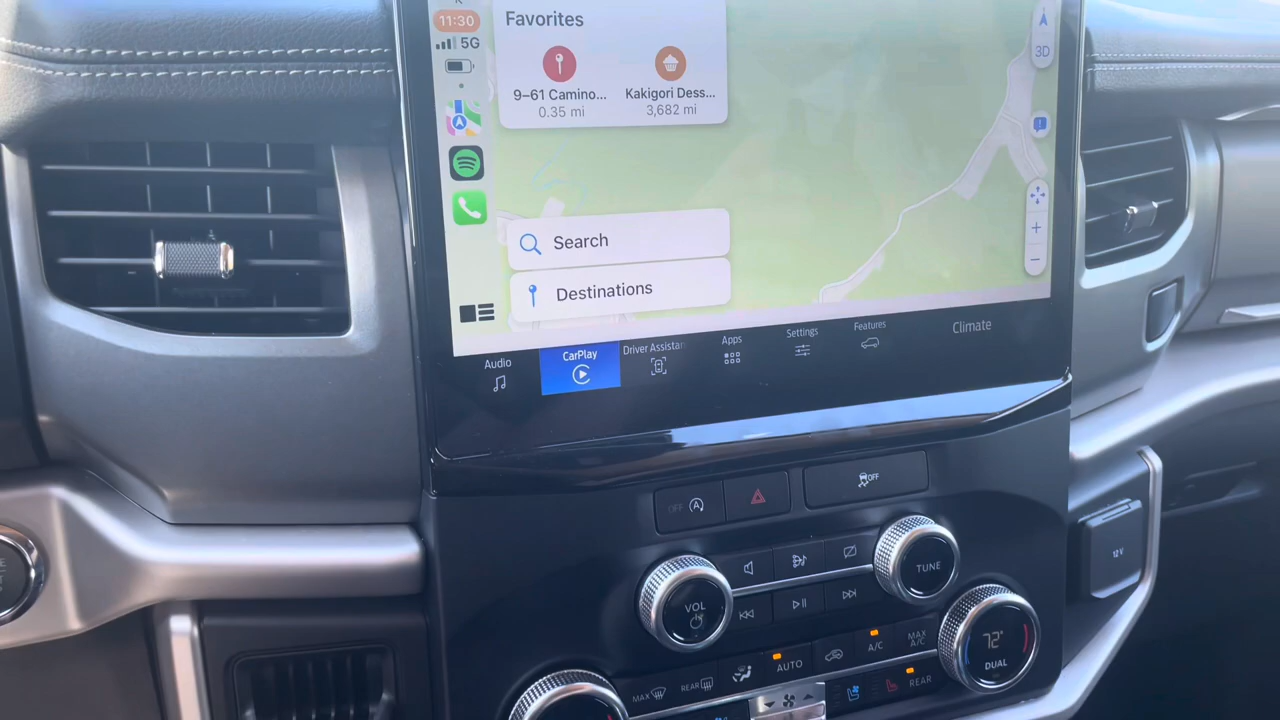 11:30
5G
Favorites
9–61 Camino...
0.35 mi
Kakigori Dess...
3,682 mi
3D
Search
Destinations
Audio
CarPlay
Driver Assistan
Apps
Settings
Features
Climate
OFF
A
OFF
12V
VOL
TUNE
72°
DUAL
MAX
REAR
AUTO
A/C
MAX
A/C
REAR